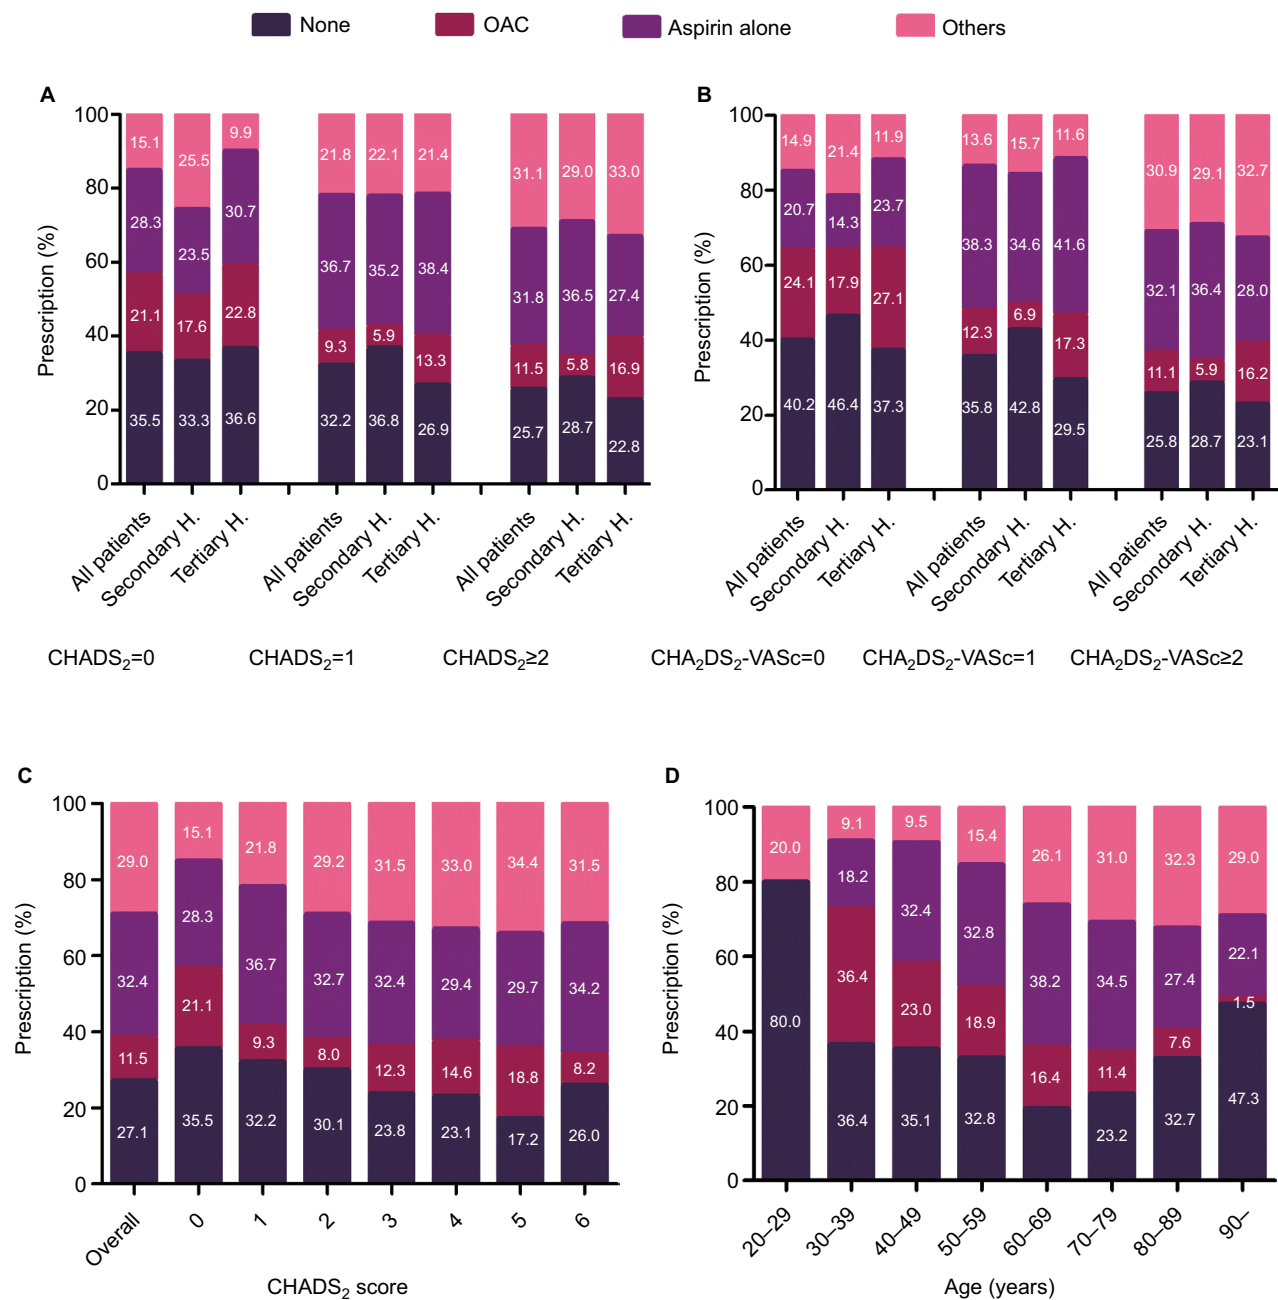 None OAC Aspirin alone Others
A
Prescription (%)
100
80
60
40
20
0
15.1 25.5 9.9 21.8 22.1 21.4 31.1 29.0 33.0
28.3 23.5 30.7 36.7 35.2 38.4 31.8 36.5 27.4
21.1 17.6 22.8 9.3 5.9 13.3 11.5 5.8 16.9
35.5 33.3 36.6 32.2 36.8 26.9 25.7 28.7 22.8
All patients Secondary H. Tertiary H. All patients Secondary H. Tertiary H. All patients Secondary H. Tertiary H.
CHADS₂=0 CHADS₂=1 CHADS₂≥2
B
Prescription (%)
100
80
60
40
20
0
14.9 21.4 11.9 13.6 15.7 11.6 30.9 29.1 32.7
20.7 14.3 23.7 38.3 34.6 41.6 32.1 36.4 28.0
24.1 17.9 27.1 12.3 6.9 17.3 11.1 5.9 16.2
40.2 46.4 37.3 35.8 42.8 29.5 25.8 28.7 23.1
All patients Secondary H. Tertiary H. All patients Secondary H. Tertiary H. All patients Secondary H. Tertiary H.
CHA₂DS₂-VASc=0 CHA₂DS₂-VASc=1 CHA₂DS₂-VASc≥2
C
Prescription (%)
100
80
60
40
20
0
29.0 15.1 21.8 29.2 31.5 33.0 34.4 31.5
32.4 28.3 36.7 32.7 32.4 29.4 29.7 34.2
11.5 21.1 9.3 8.0 12.3 14.6 18.8 8.2
27.1 35.5 32.2 30.1 23.8 23.1 17.2 26.0
Overall 0 1 2 3 4 5 6
CHADS₂ score
D
Prescription (%)
100
80
60
40
20
0
20.0 9.1 9.5 15.4 26.1 31.0 32.3 29.0
18.2 32.4 32.8 38.2 34.5 27.4 22.1
36.4 23.0 18.9 16.4 11.4 7.6 1.5
80.0 36.4 35.1 32.8 23.2 32.7 47.3
20–29 30–39 40–49 50–59 60–69 70–79 80–89 90–
Age (years)